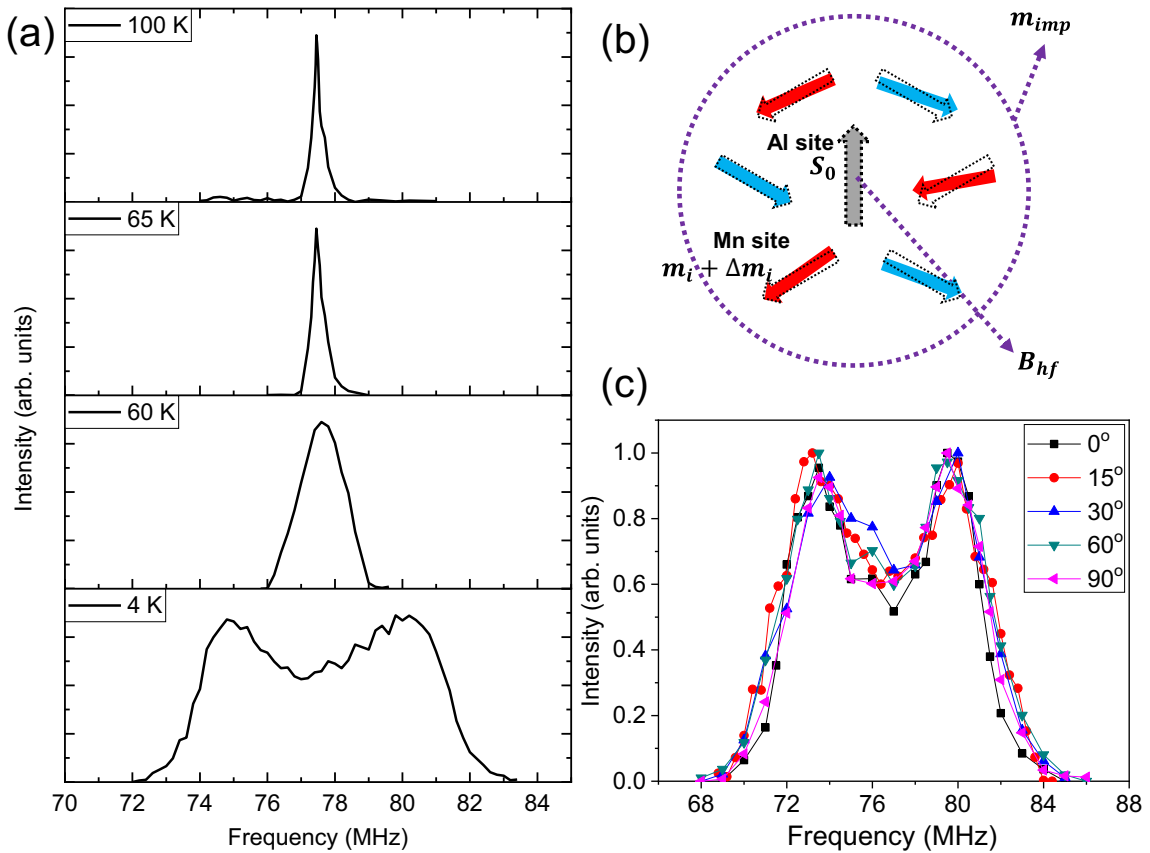 (a)
100 K
65 K
60 K
4 K
Intensity (arb. units)
70 72 74 76 78 80 82 84
Frequency (MHz)
(b)
m_imp
Al site
S_0
Mn site
m_i + Δm_i
B_hf
(c)
0°
15°
30°
60°
90°
1.0
0.8
0.6
0.4
0.2
0.0
Intensity (arb. units)
68 72 76 80 84 88
Frequency (MHz)